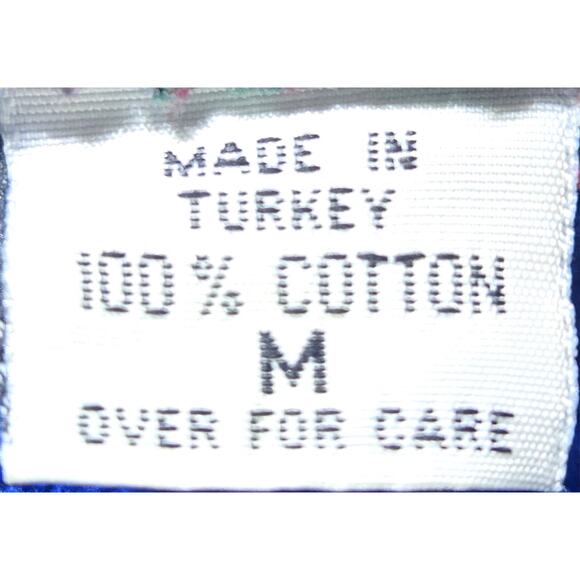 MADE IN
TURKEY
100% COTTON
M
OVER FOR CARE